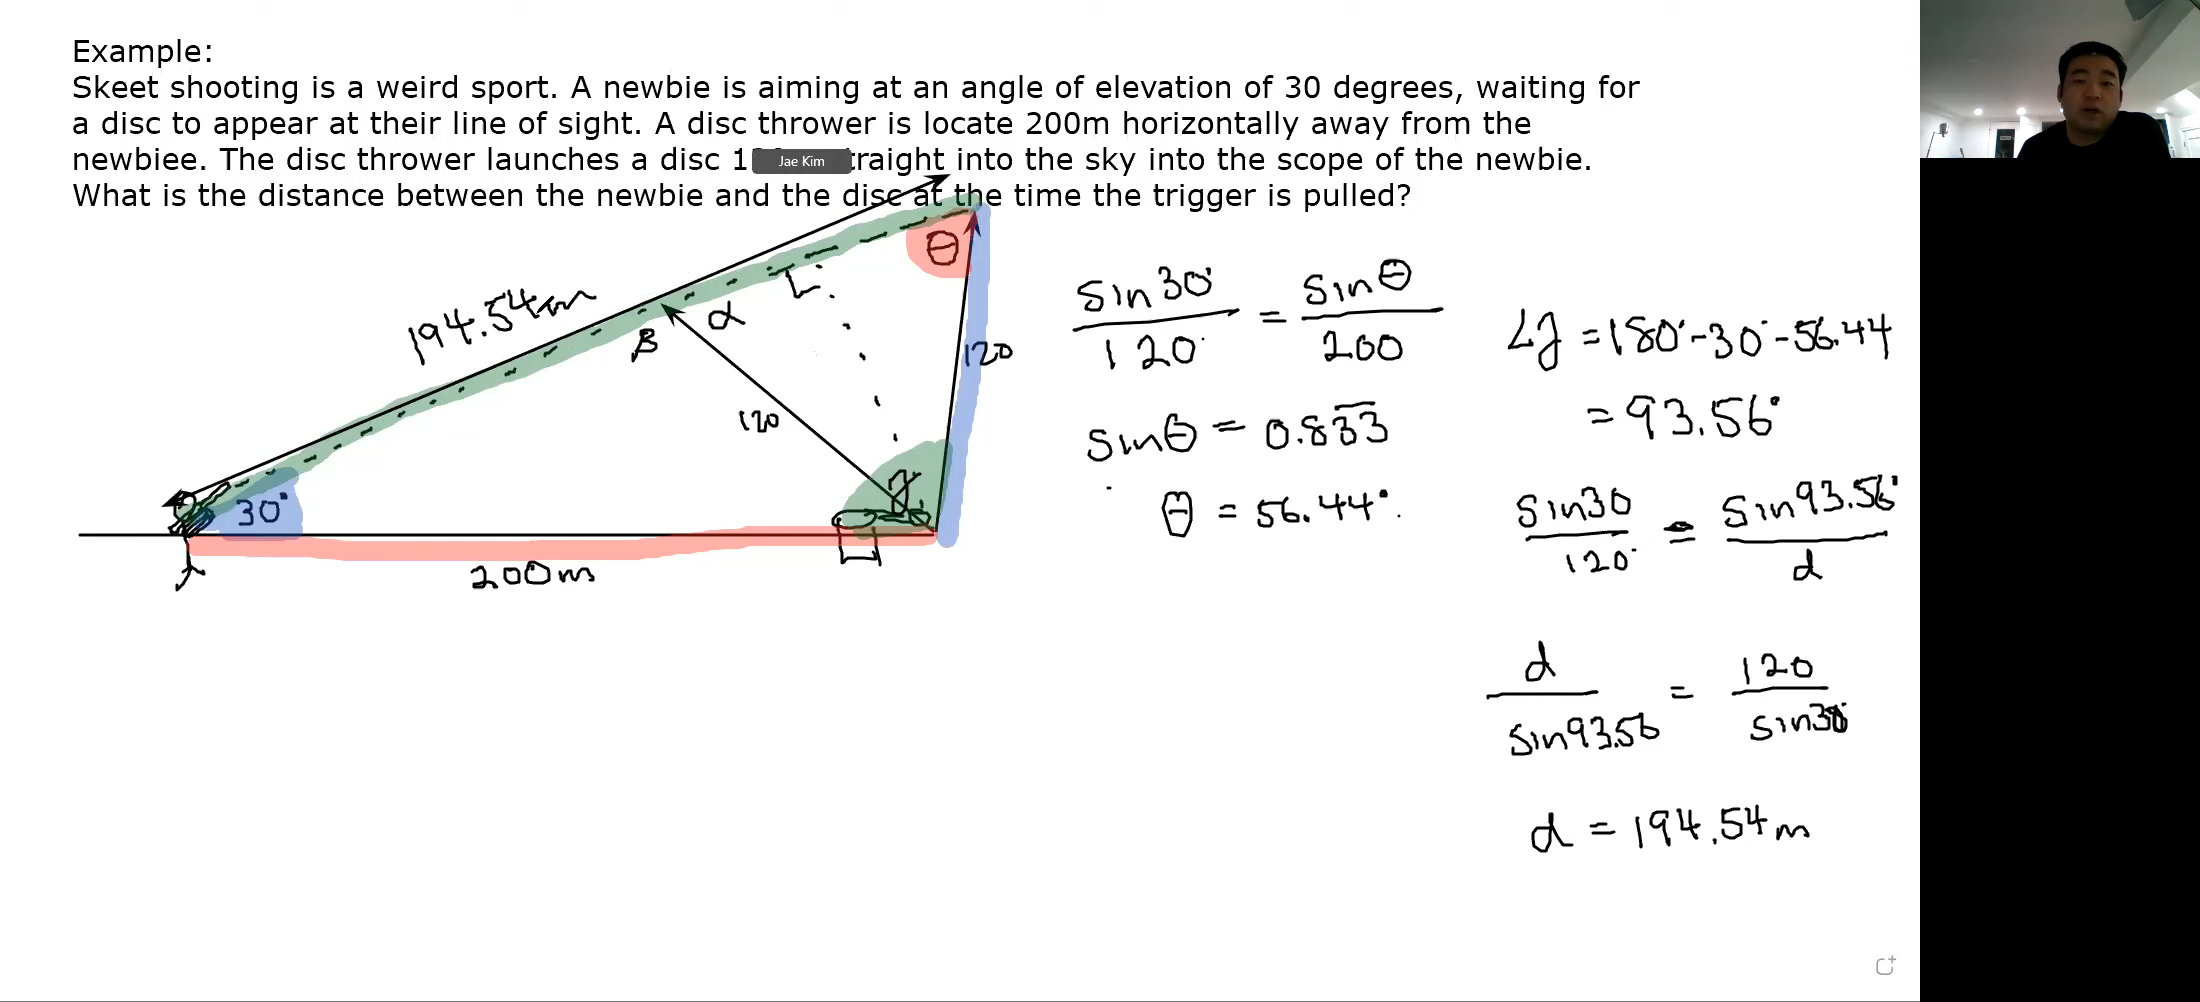 Example:
Skeet shooting is a weird sport. A newbie is aiming at an angle of elevation of 30 degrees, waiting for
a disc to appear at their line of sight. A disc thrower is locate 200m horizontally away from the
newbiee. The disc thrower launches a disc Jae Kim straight into the sky into the scope of the newbie.
What is the distance between the newbie and the disc at the time the trigger is pulled?
194.54m
θ
α
β
120
120
30°
200m
sin30° / 120 = sinθ / 200
sinθ = 0.833
θ = 56.44°
∠g = 180° - 30° - 56.44
= 93.56°
sin30 / 120 = sin93.56° / d
d / sin93.56 = 120 / sin30
d = 194.54m